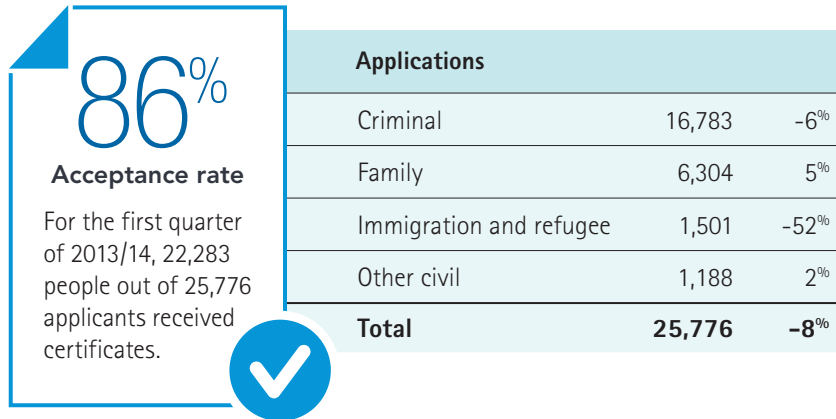 86%
Acceptance rate
For the first quarter
of 2013/14, 22,283
people out of 25,776
applicants received
certificates.
Applications
Criminal 16,783 -6%
Family 6,304 5%
Immigration and refugee 1,501 -52%
Other civil 1,188 2%
Total 25,776 -8%